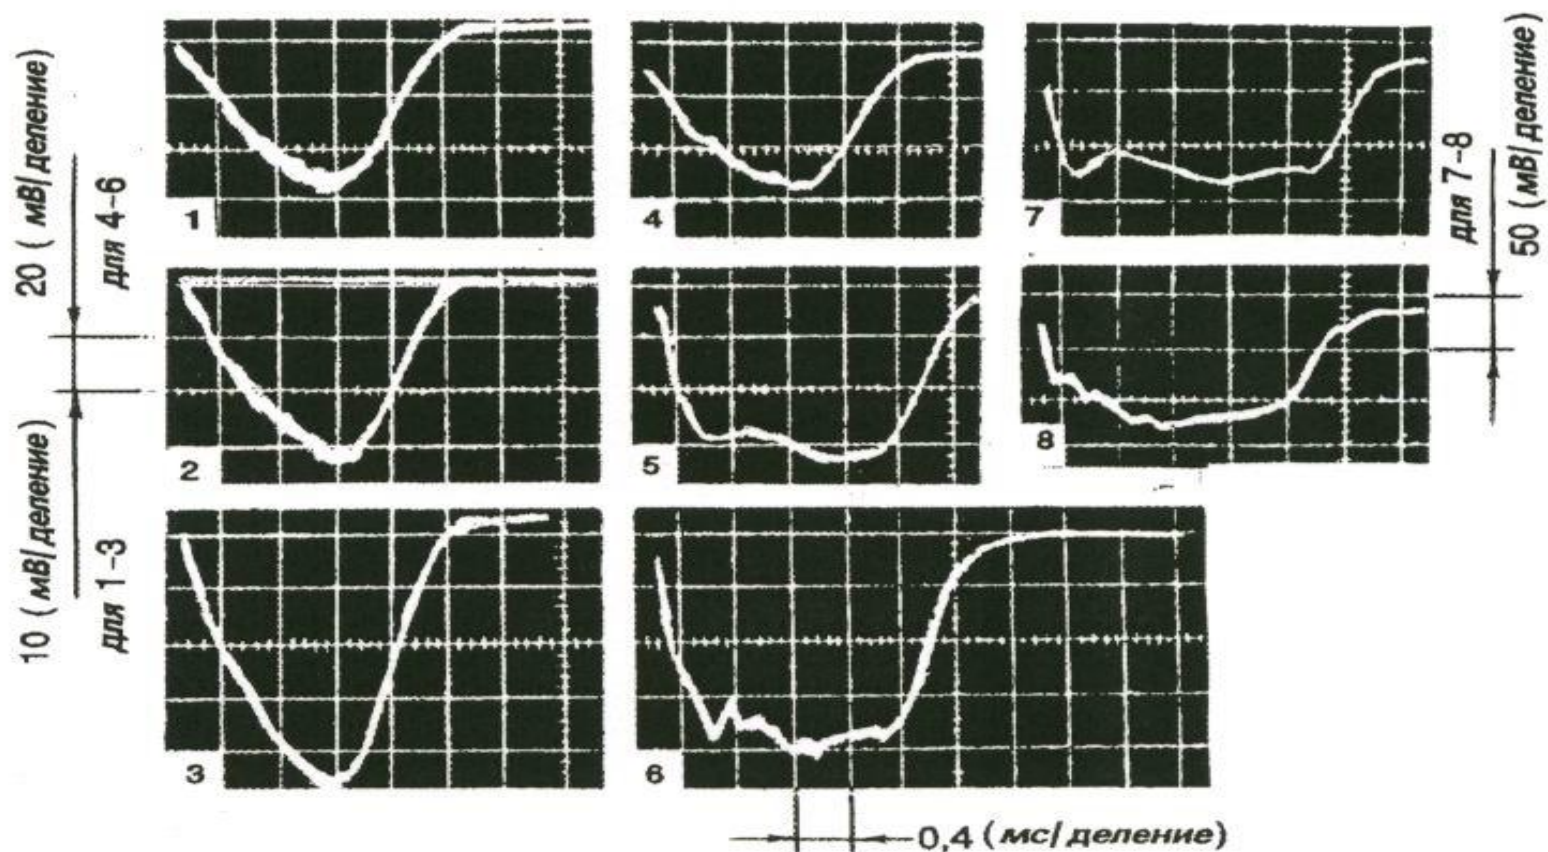 20 ( мВ/деление)
для 4-6
10 (мВ/деление)
для 1-3
1
2
3
4
5
6
7
8
для 7-8
50 (мВ/деление)
0,4 (мс/деление)